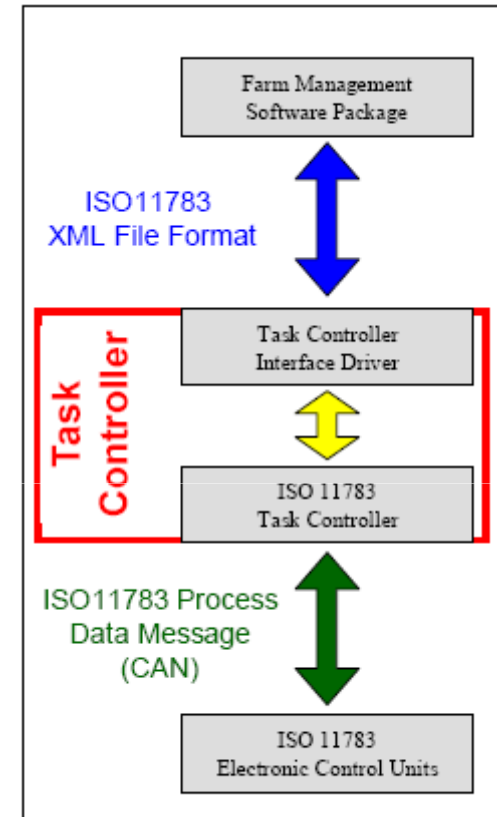 Farm Management
Software Package
ISO11783
XML File Format
Task Controller
Interface Driver
Task
Controller
ISO 11783
Task Controller
ISO11783 Process
Data Message
(CAN)
ISO 11783
Electronic Control Units